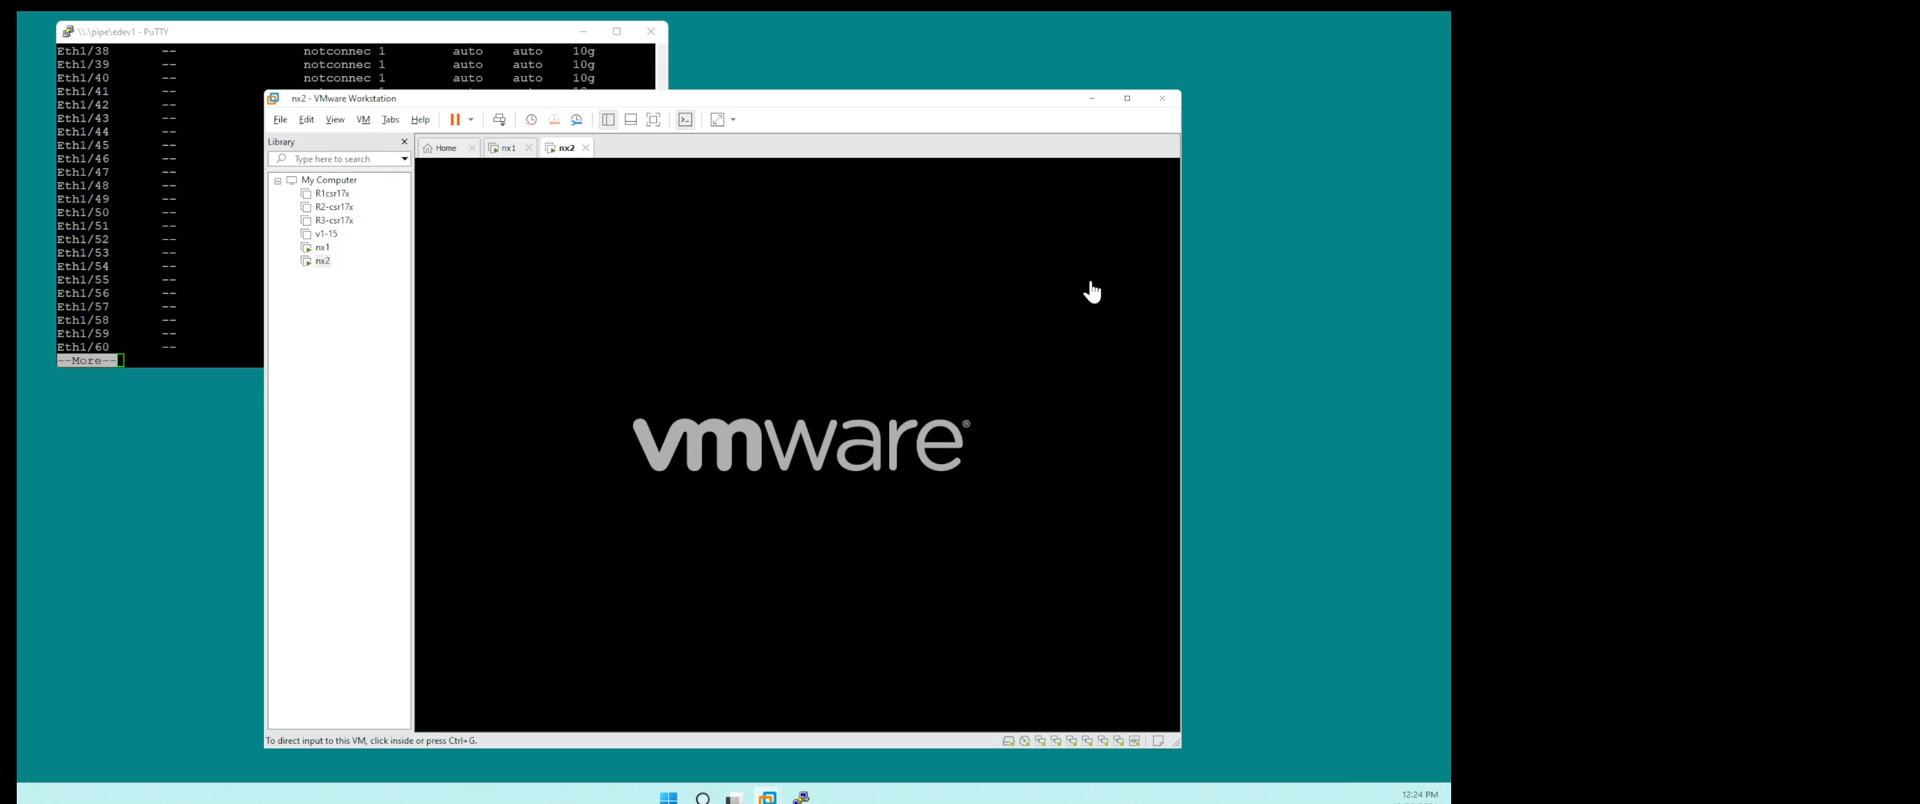 \\.\pipe\edev1 - PuTTY
Eth1/38 -- notconnec 1 auto auto 10g
Eth1/39 -- notconnec 1 auto auto 10g
Eth1/40 -- notconnec 1 auto auto 10g
Eth1/41 --
Eth1/42 --
Eth1/43 --
Eth1/44 --
Eth1/45 --
Eth1/46 --
Eth1/47 --
Eth1/48 --
Eth1/49 --
Eth1/50 --
Eth1/51 --
Eth1/52 --
Eth1/53 --
Eth1/54 --
Eth1/55 --
Eth1/56 --
Eth1/57 --
Eth1/58 --
Eth1/59 --
Eth1/60 --
--More--
nx2 - VMware Workstation
File Edit View VM Tabs Help
Library
Type here to search
My Computer
R1csr17x
R2-csr17x
R3-csr17x
v1-15
nx1
nx2
Home nx1 nx2
vmware®
To direct input to this VM, click inside or press Ctrl+G.
12:24 PM